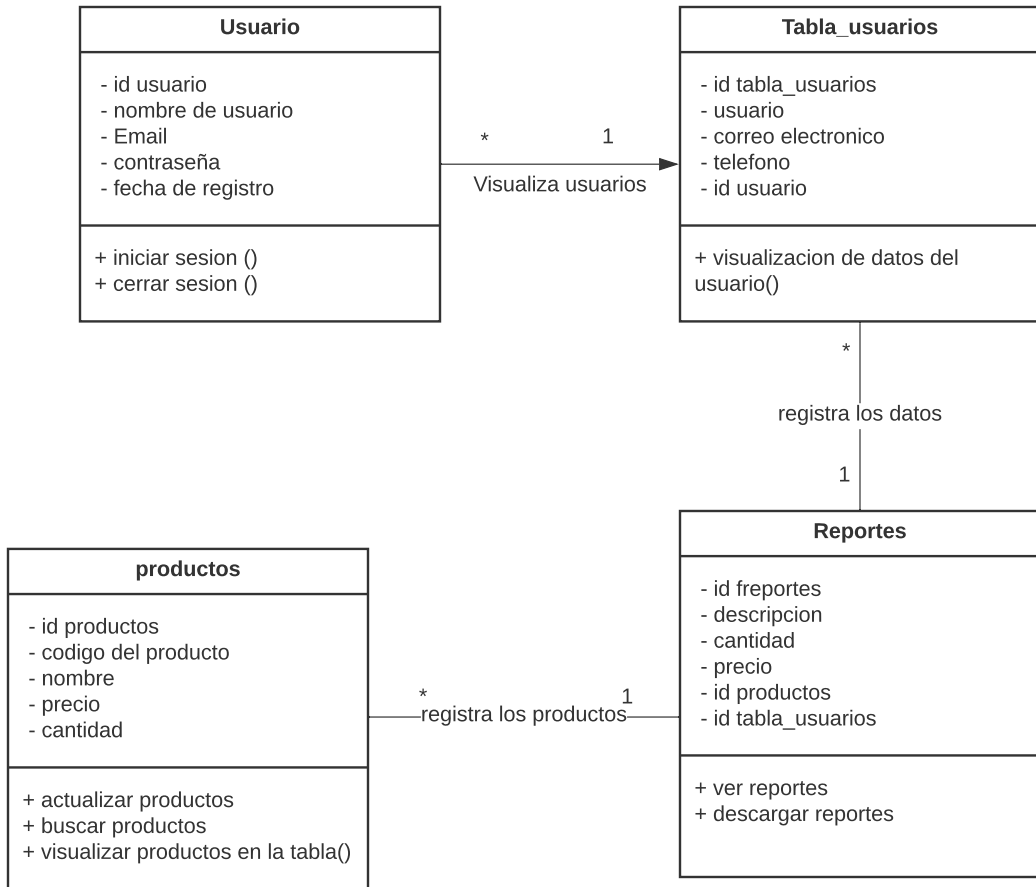 Usuario
- id usuario
- nombre de usuario
- Email
- contraseña
- fecha de registro
+ iniciar sesion ()
+ cerrar sesion ()
*
1
Visualiza usuarios
Tabla_usuarios
- id tabla_usuarios
- usuario
- correo electronico
- telefono
- id usuario
+ visualizacion de datos del
usuario()
*
registra los datos
1
Reportes
- id freportes
- descripcion
- cantidad
- precio
- id productos
- id tabla_usuarios
+ ver reportes
+ descargar reportes
*
1
registra los productos
productos
- id productos
- codigo del producto
- nombre
- precio
- cantidad
+ actualizar productos
+ buscar productos
+ visualizar productos en la tabla()